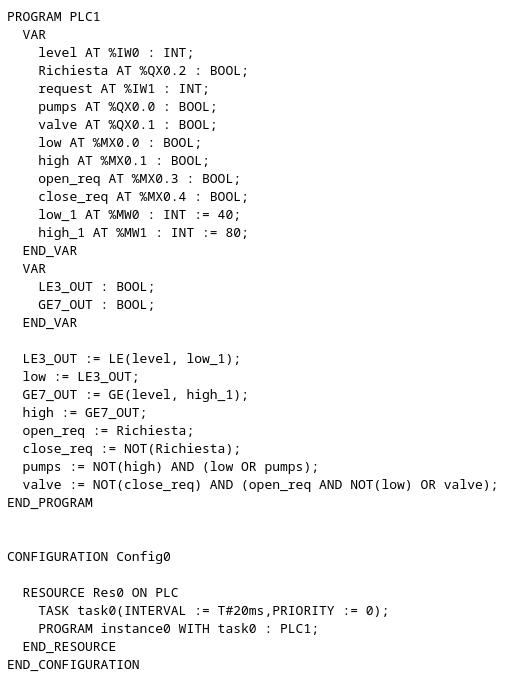 PROGRAM PLC1
  VAR
    level AT %IW0 : INT;
    Richiesta AT %QX0.2 : BOOL;
    request AT %IW1 : INT;
    pumps AT %QX0.0 : BOOL;
    valve AT %QX0.1 : BOOL;
    low AT %MX0.0 : BOOL;
    high AT %MX0.1 : BOOL;
    open_req AT %MX0.3 : BOOL;
    close_req AT %MX0.4 : BOOL;
    low_1 AT %MW0 : INT := 40;
    high_1 AT %MW1 : INT := 80;
  END_VAR
  VAR
    LE3_OUT : BOOL;
    GE7_OUT : BOOL;
  END_VAR

  LE3_OUT := LE(level, low_1);
  low := LE3_OUT;
  GE7_OUT := GE(level, high_1);
  high := GE7_OUT;
  open_req := Richiesta;
  close_req := NOT(Richiesta);
  pumps := NOT(high) AND (low OR pumps);
  valve := NOT(close_req) AND (open_req AND NOT(low) OR valve);
END_PROGRAM


CONFIGURATION Config0

  RESOURCE Res0 ON PLC
    TASK task0(INTERVAL := T#20ms,PRIORITY := 0);
    PROGRAM instance0 WITH task0 : PLC1;
  END_RESOURCE
END_CONFIGURATION